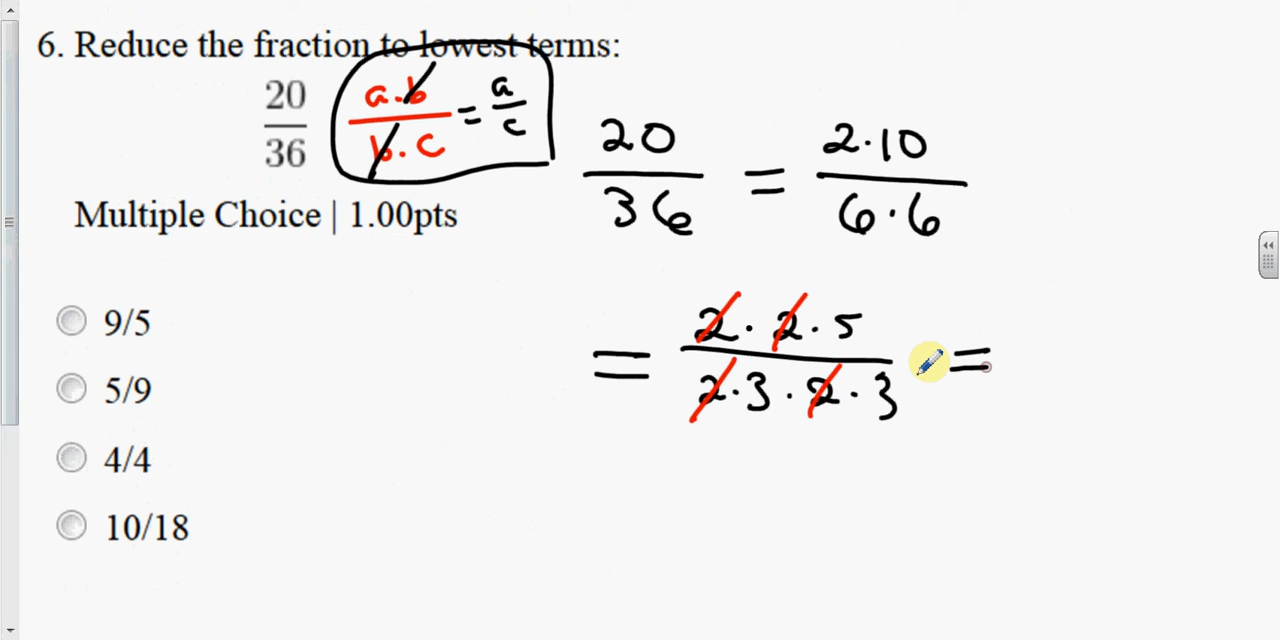 6. Reduce the fraction to lowest terms:
20
36
a·b
b·c
=
a
c
20
36
=
2·10
6·6
Multiple Choice | 1.00pts
=
2·2·5
2·3·2·3
=
9/5
5/9
4/4
10/18